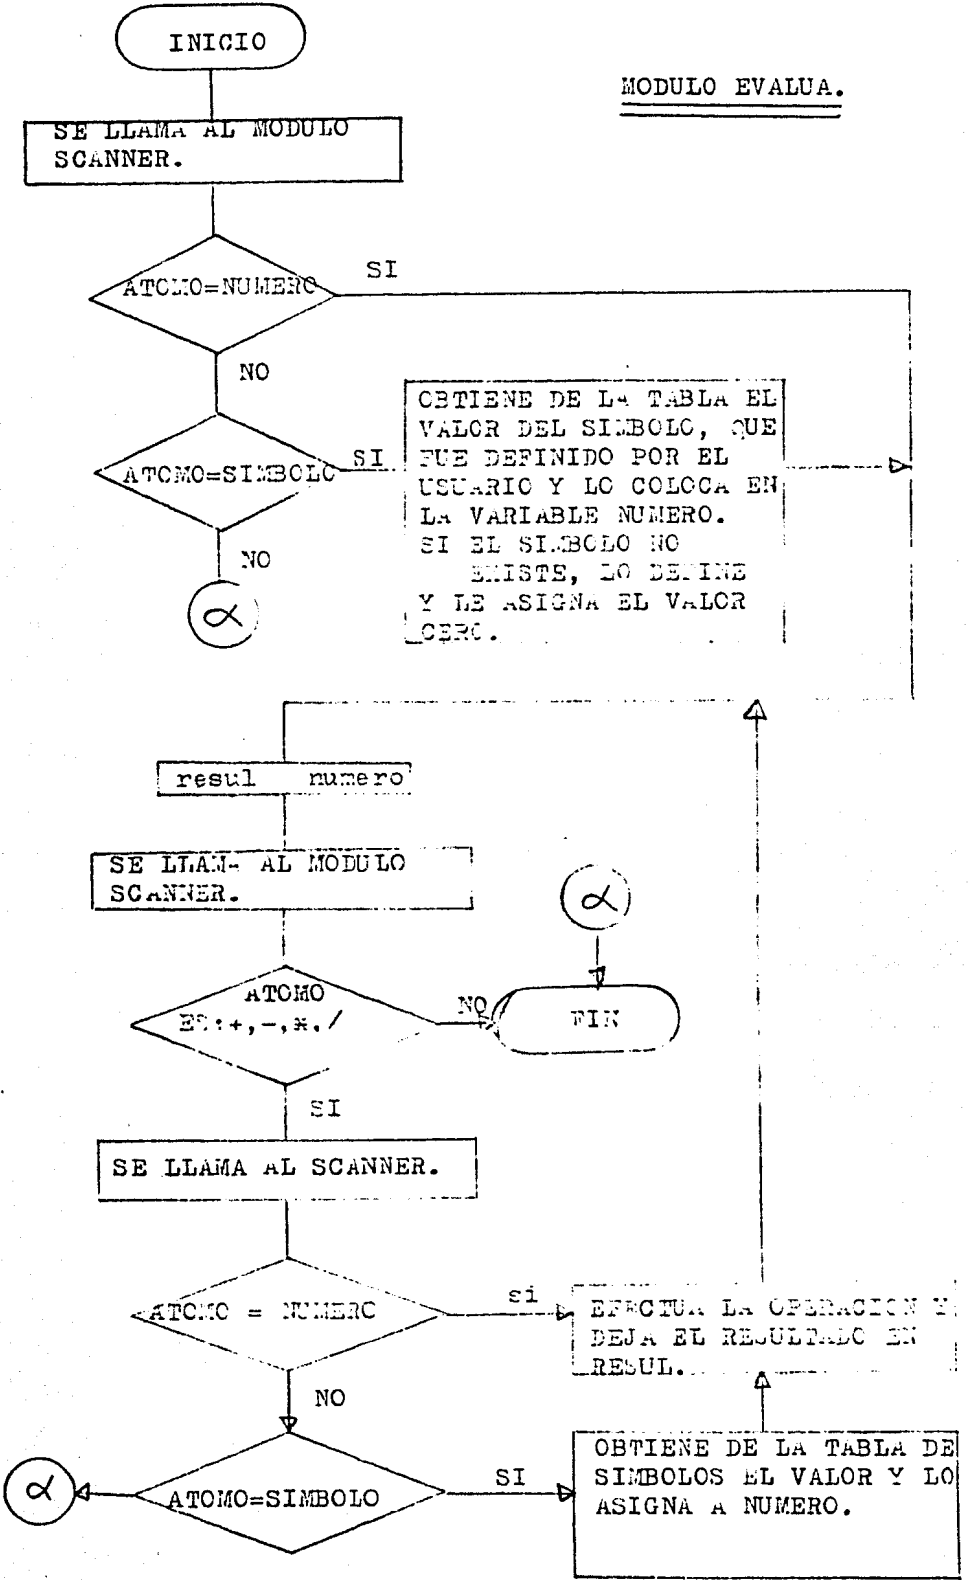 INICIO
MODULO EVALUA.
SE LLAMA AL MODULO
SCANNER.
ATOMO=NUMERO
SI
NO
OBTIENE DE LA TABLA EL
VALOR DEL SIMBOLO, QUE
FUE DEFINIDO POR EL
USUARIO Y LO COLOCA EN
LA VARIABLE NUMERO.
SI EL SIMBOLO NO
EXISTE, LO DEFINE
Y LE ASIGNA EL VALOR
CERO.
ATOMO=SIMBOLO
SI
NO
α
resul numero
SE LLAMA AL MODULO
SCANNER.
α
ATOMO
ES:+,-,*,/
NO
FIN
SI
SE LLAMA AL SCANNER.
ATOMO = NUMERO
si
EFECTUA LA OPERACION Y
DEJA EL RESULTADO EN
RESUL.
NO
α
ATOMO=SIMBOLO
SI
OBTIENE DE LA TABLA DE
SIMBOLOS EL VALOR Y LO
ASIGNA A NUMERO.